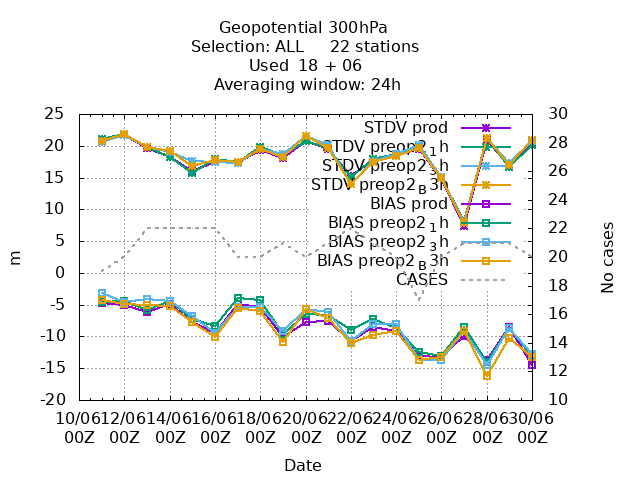 Geopotential 300hPa
Selection: ALL 22 stations
Used 18 + 06
Averaging window: 24h
25
20
15
10
5
0
-5
-10
-15
-20
m
30
28
26
24
22
20
18
16
14
12
10
No cases
STDV prod
STDV preop2_1h
STDV preop2_3h
STDV preop2_B3h
BIAS prod
BIAS preop2_1h
BIAS preop2_3h
BIAS preop2_B3h
CASES
10/06 12/06 14/06 16/06 18/06 20/06 22/06 24/06 26/06 28/06 30/06
00Z 00Z 00Z 00Z 00Z 00Z 00Z 00Z 00Z 00Z 00Z
Date